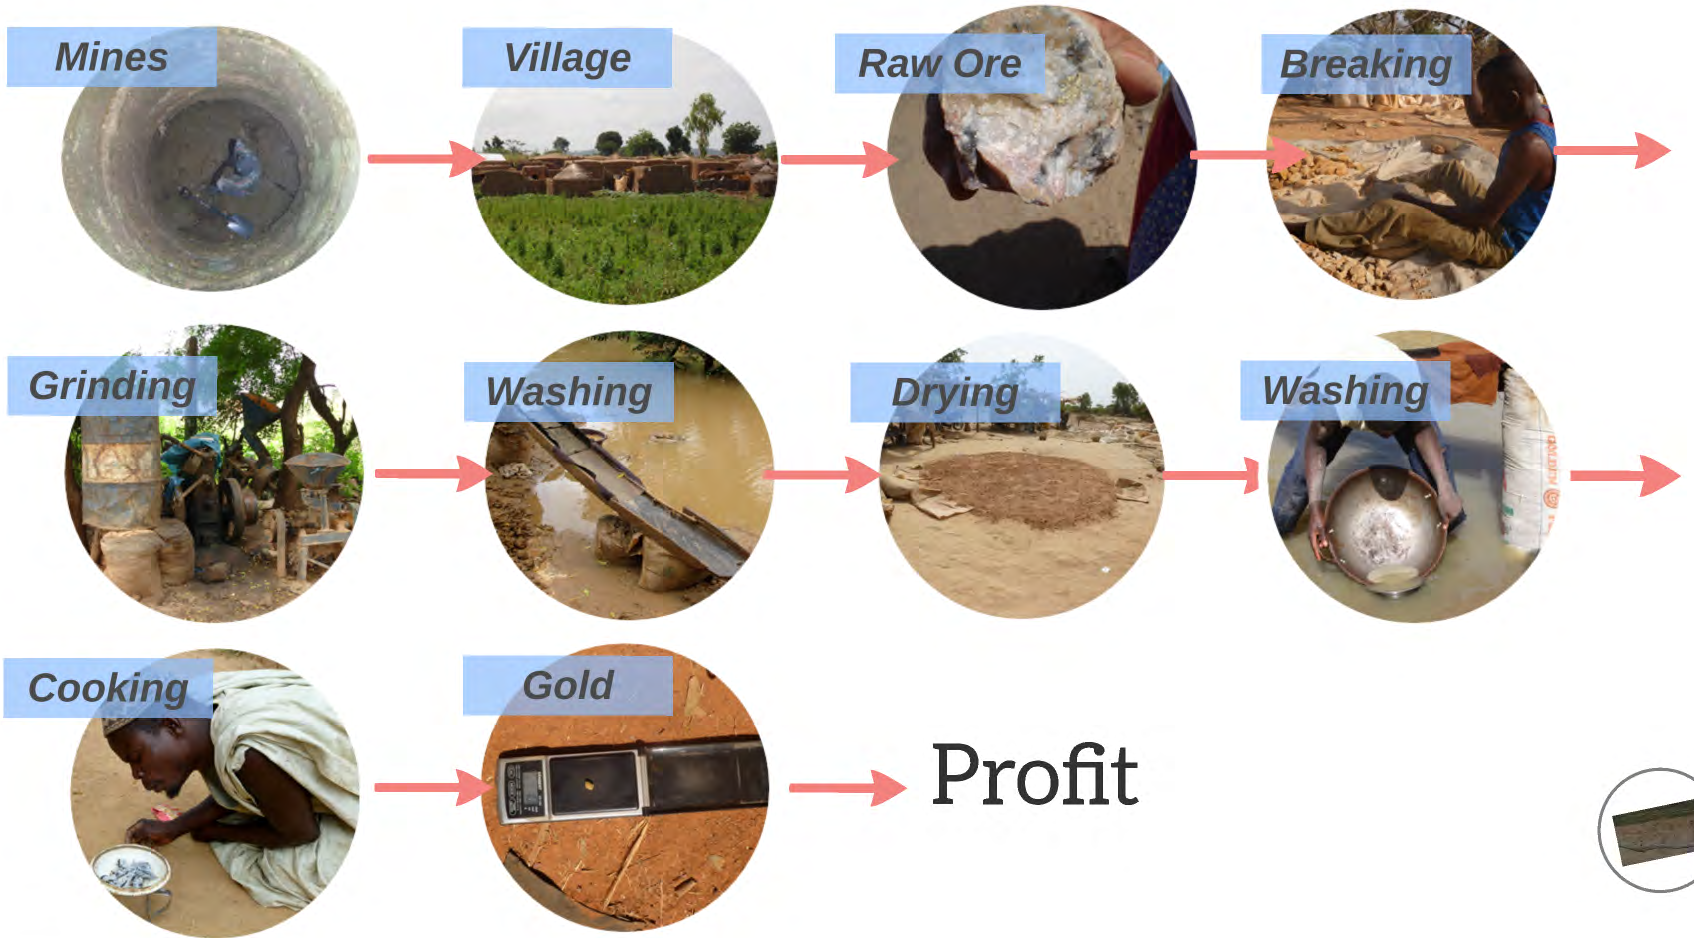 Mines
Village
Raw Ore
Breaking
Grinding
Washing
Drying
Washing
Cooking
Gold
Profit